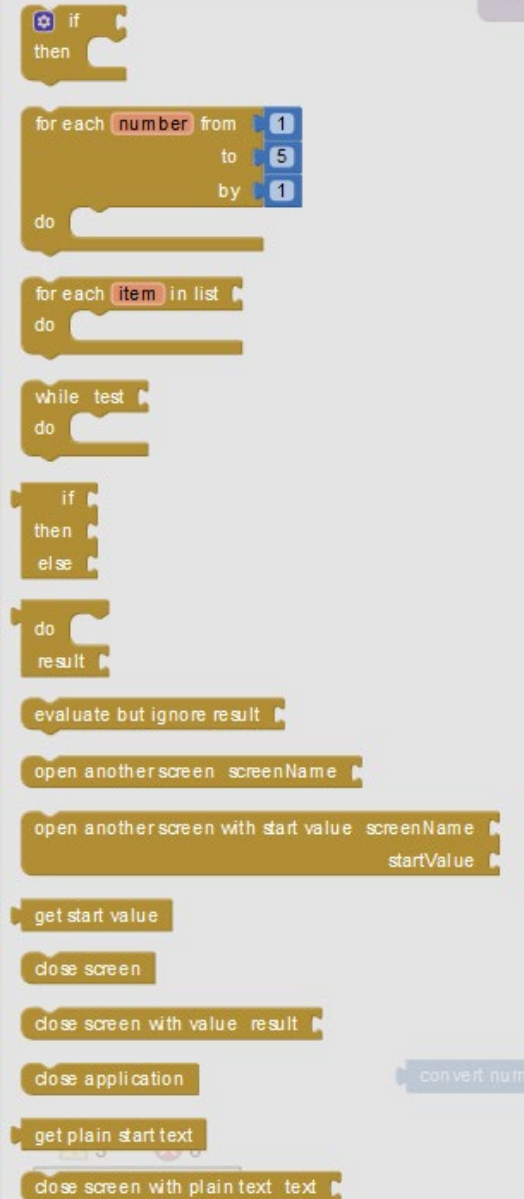 if
then
for each number from 1
to 5
by 1
do
for each item in list
do
while test
do
if
then
else
do
result
evaluate but ignore result
open another screen screenName
open another screen with start value screenName
startValue
get start value
close screen
close screen with value result
close application
convert num
get plain start text
close screen with plain text text